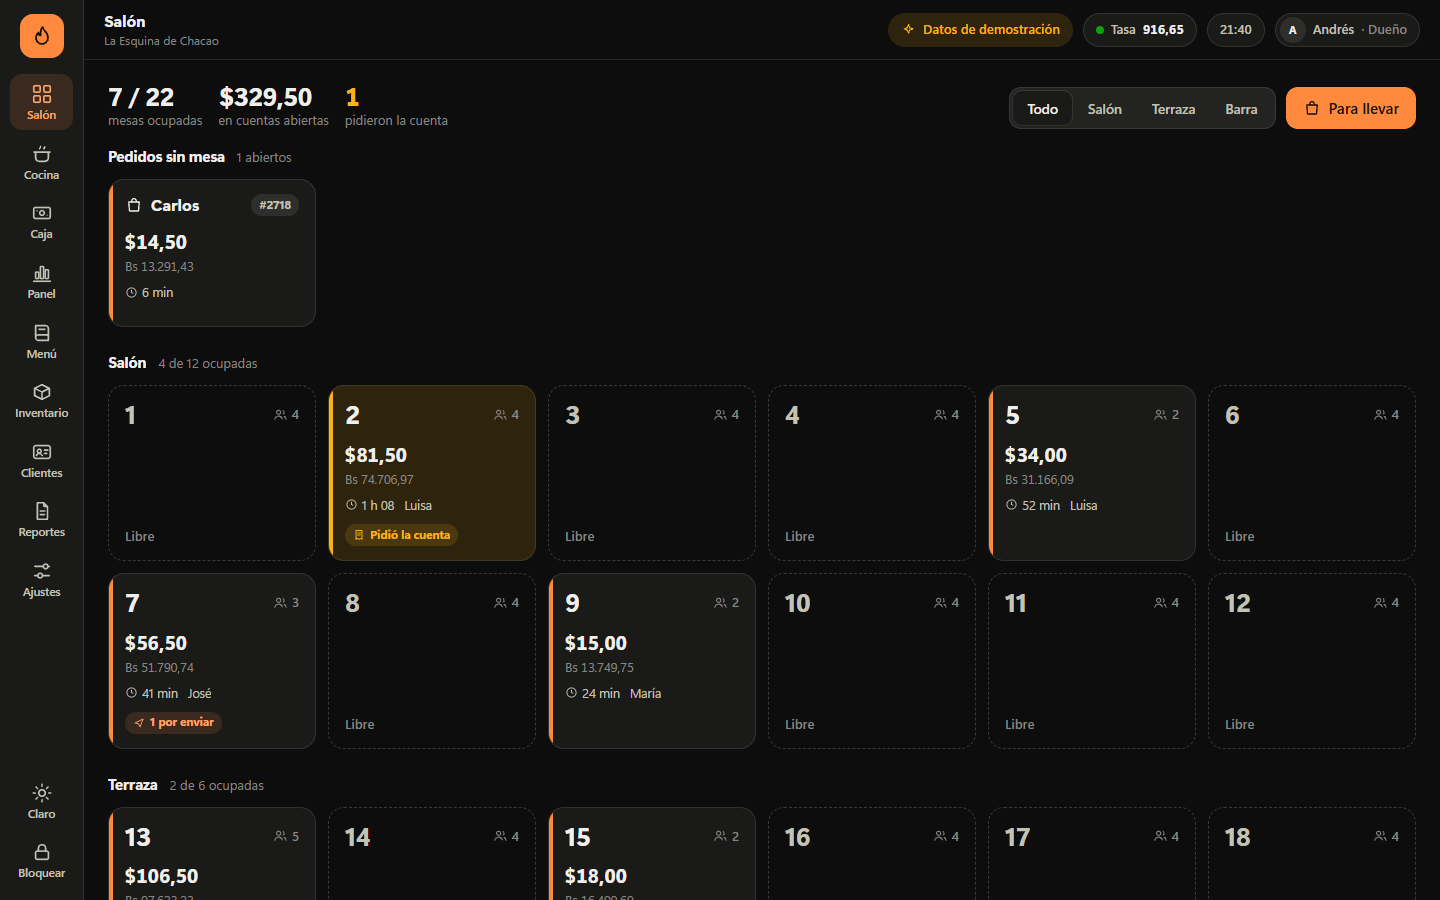 Salón
La Esquina de Chacao
Datos de demostración
Tasa 916,65
21:40
A Andrés · Dueño
Salón
Cocina
Caja
Panel
Menú
Inventario
Clientes
Reportes
Ajustes
Claro
Bloquear
7 / 22
mesas ocupadas
$329,50
en cuentas abiertas
1
pidieron la cuenta
Todo
Salón
Terraza
Barra
Para llevar
Pedidos sin mesa 1 abiertos
Carlos #2718
$14,50
Bs 13.291,43
6 min
Salón 4 de 12 ocupadas
1 4
Libre
2 4
$81,50
Bs 74.706,97
1 h 08 Luisa
Pidió la cuenta
3 4
Libre
4 4
Libre
5 2
$34,00
Bs 31.166,09
52 min Luisa
6 4
Libre
7 3
$56,50
Bs 51.790,74
41 min José
1 por enviar
8 4
Libre
9 2
$15,00
Bs 13.749,75
24 min María
10 4
Libre
11 4
Libre
12 4
Libre
Terraza 2 de 6 ocupadas
13 5
$106,50
14 4
15 2
$18,00
16 4
17 4
18 4